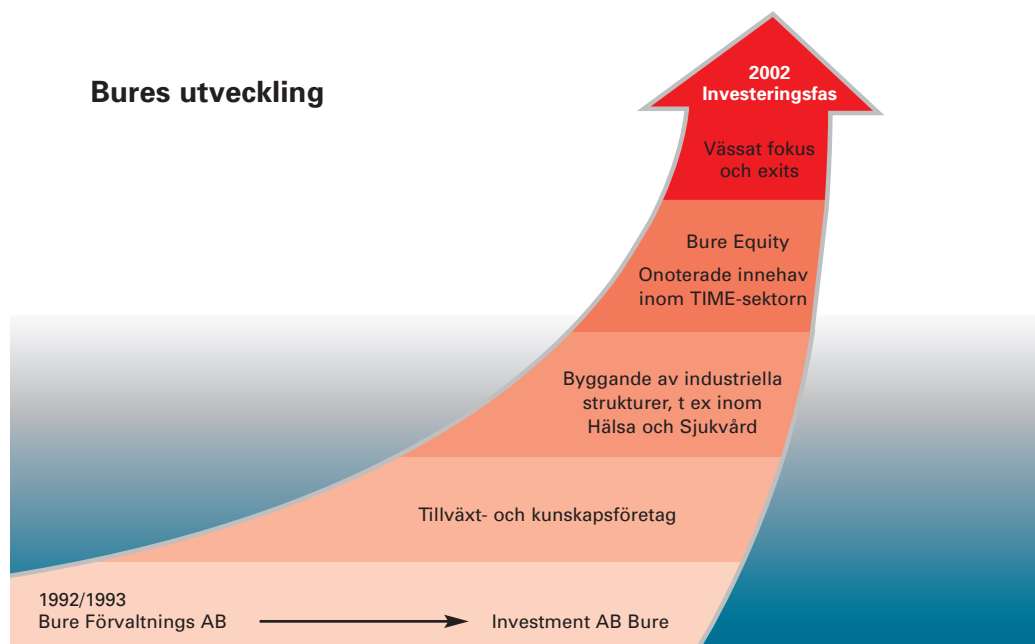 Bures utveckling
2002
Investeringsfas
Vässat fokus
och exits
Bure Equity
Onoterade innehav
inom TIME-sektorn
Byggande av industriella
strukturer, t ex inom
Hälsa och Sjukvård
Tillväxt- och kunskapsföretag
1992/1993
Bure Förvaltnings AB Investment AB Bure